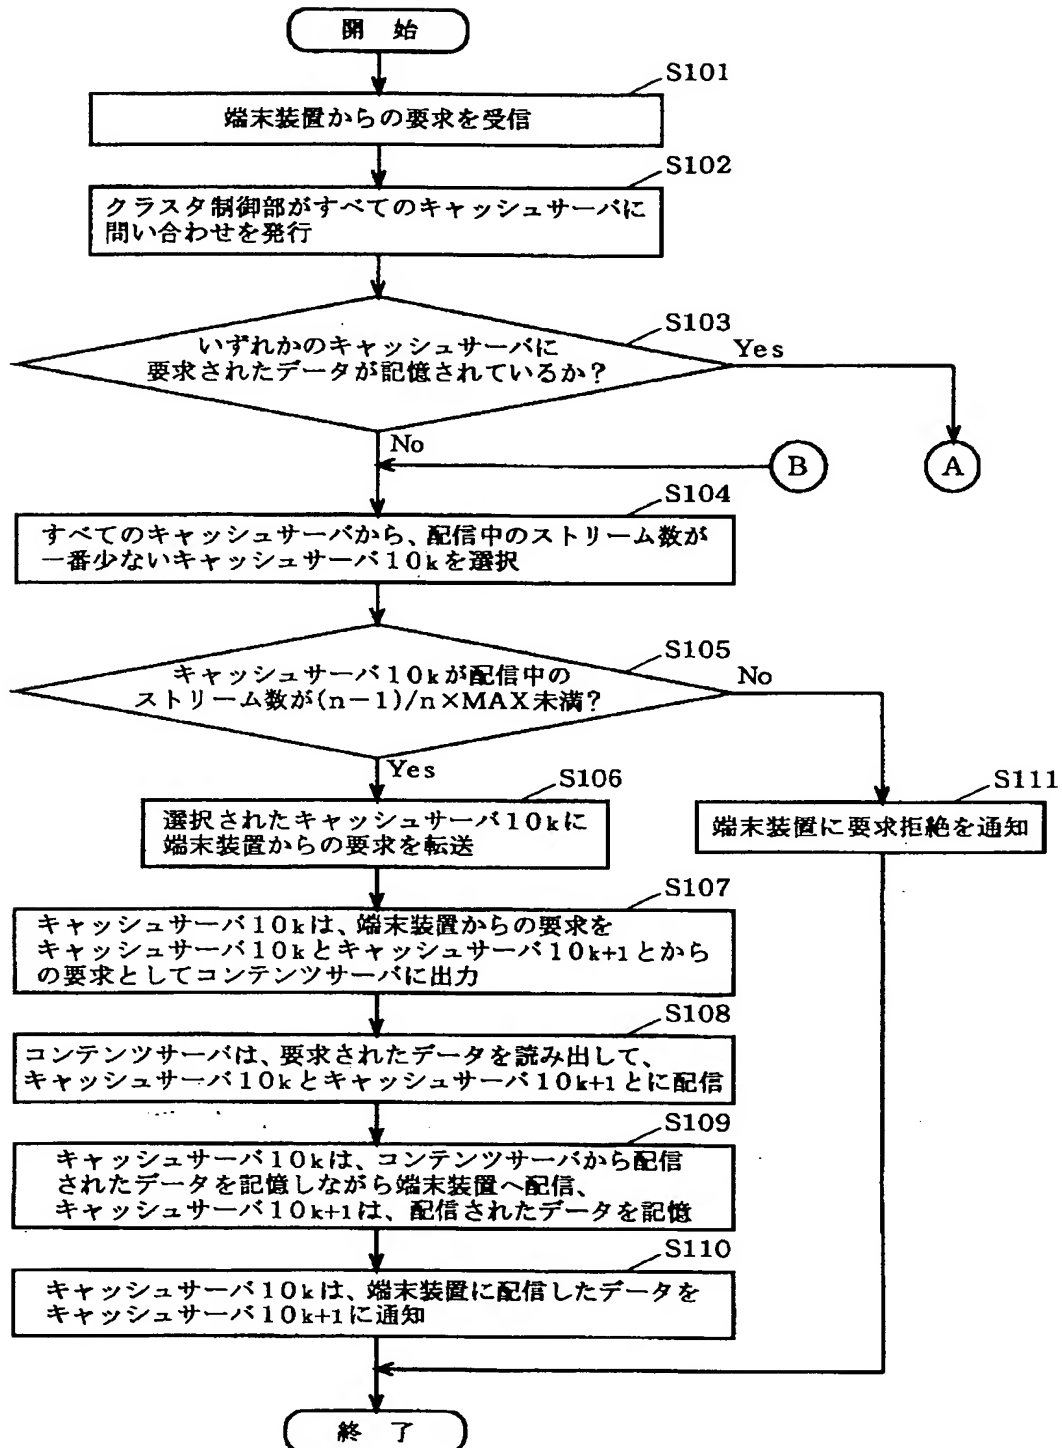 開 始
S101
端末装置からの要求を受信
S102
クラスタ制御部がすべてのキャッシュサーバに
問い合わせを発行
S103
いずれかのキャッシュサーバに
要求されたデータが記憶されているか?
Yes
No
B
A
S104
すべてのキャッシュサーバから、配信中のストリーム数が
一番少ないキャッシュサーバ10kを選択
S105
キャッシュサーバ10kが配信中の
ストリーム数が(n−1)/n×MAX未満?
No
Yes
S106
選択されたキャッシュサーバ10kに
端末装置からの要求を転送
S111
端末装置に要求拒絶を通知
S107
キャッシュサーバ10kは、端末装置からの要求を
キャッシュサーバ10kとキャッシュサーバ10k+1とから
の要求としてコンテンツサーバに出力
S108
コンテンツサーバは、要求されたデータを読み出して、
キャッシュサーバ10kとキャッシュサーバ10k+1とに配信
S109
キャッシュサーバ10kは、コンテンツサーバから配信
されたデータを記憶しながら端末装置へ配信、
キャッシュサーバ10k+1は、配信されたデータを記憶
S110
キャッシュサーバ10kは、端末装置に配信したデータを
キャッシュサーバ10k+1に通知
終 了